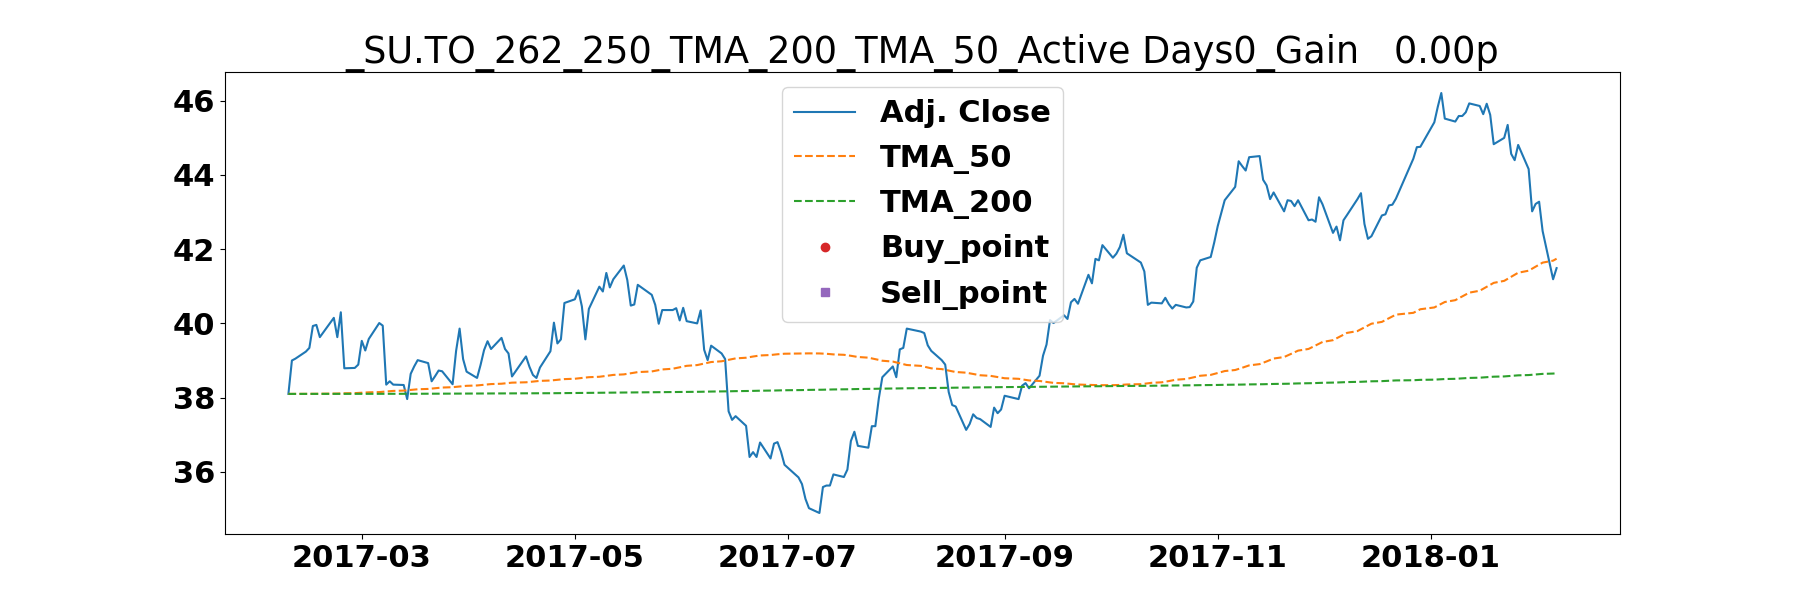 _SU.TO_262_250_TMA_200_TMA_50_Active Days0_Gain   0.00p
46
44
42
40
38
36
Adj. Close
TMA_50
TMA_200
Buy_point
Sell_point
2017-03 2017-05 2017-07 2017-09 2017-11 2018-01